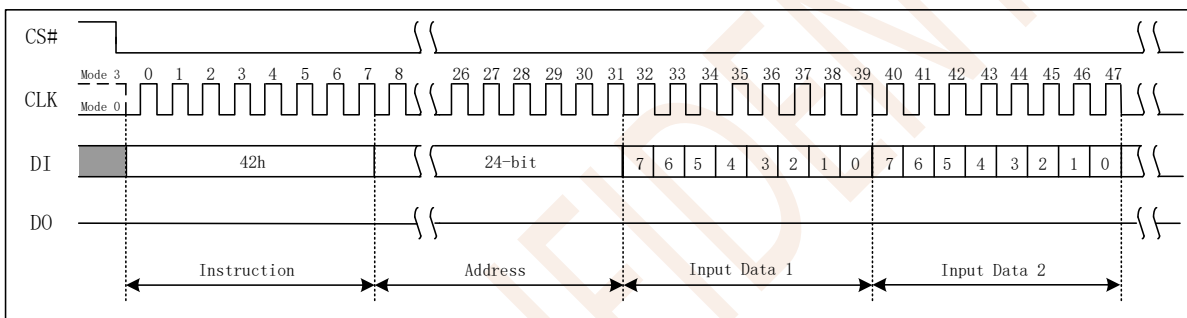 CS#
Mode 3 0 1 2 3 4 5 6 7 8 26 27 28 29 30 31 32 33 34 35 36 37 38 39 40 41 42 43 44 45 46 47
CLK
Mode 0
DI 42h 24-bit 7 6 5 4 3 2 1 0 7 6 5 4 3 2 1 0
DO
Instruction Address Input Data 1 Input Data 2